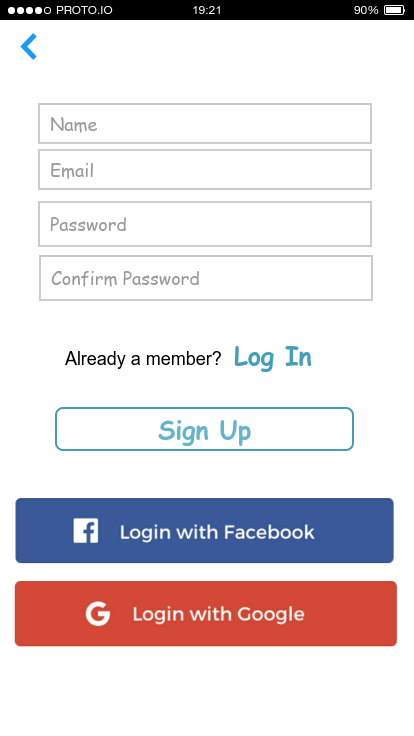 PROTO.IO 19:21 90%
Name
Email
Password
Confirm Password
Already a member? Log In
Sign Up
Login with Facebook
Login with Google